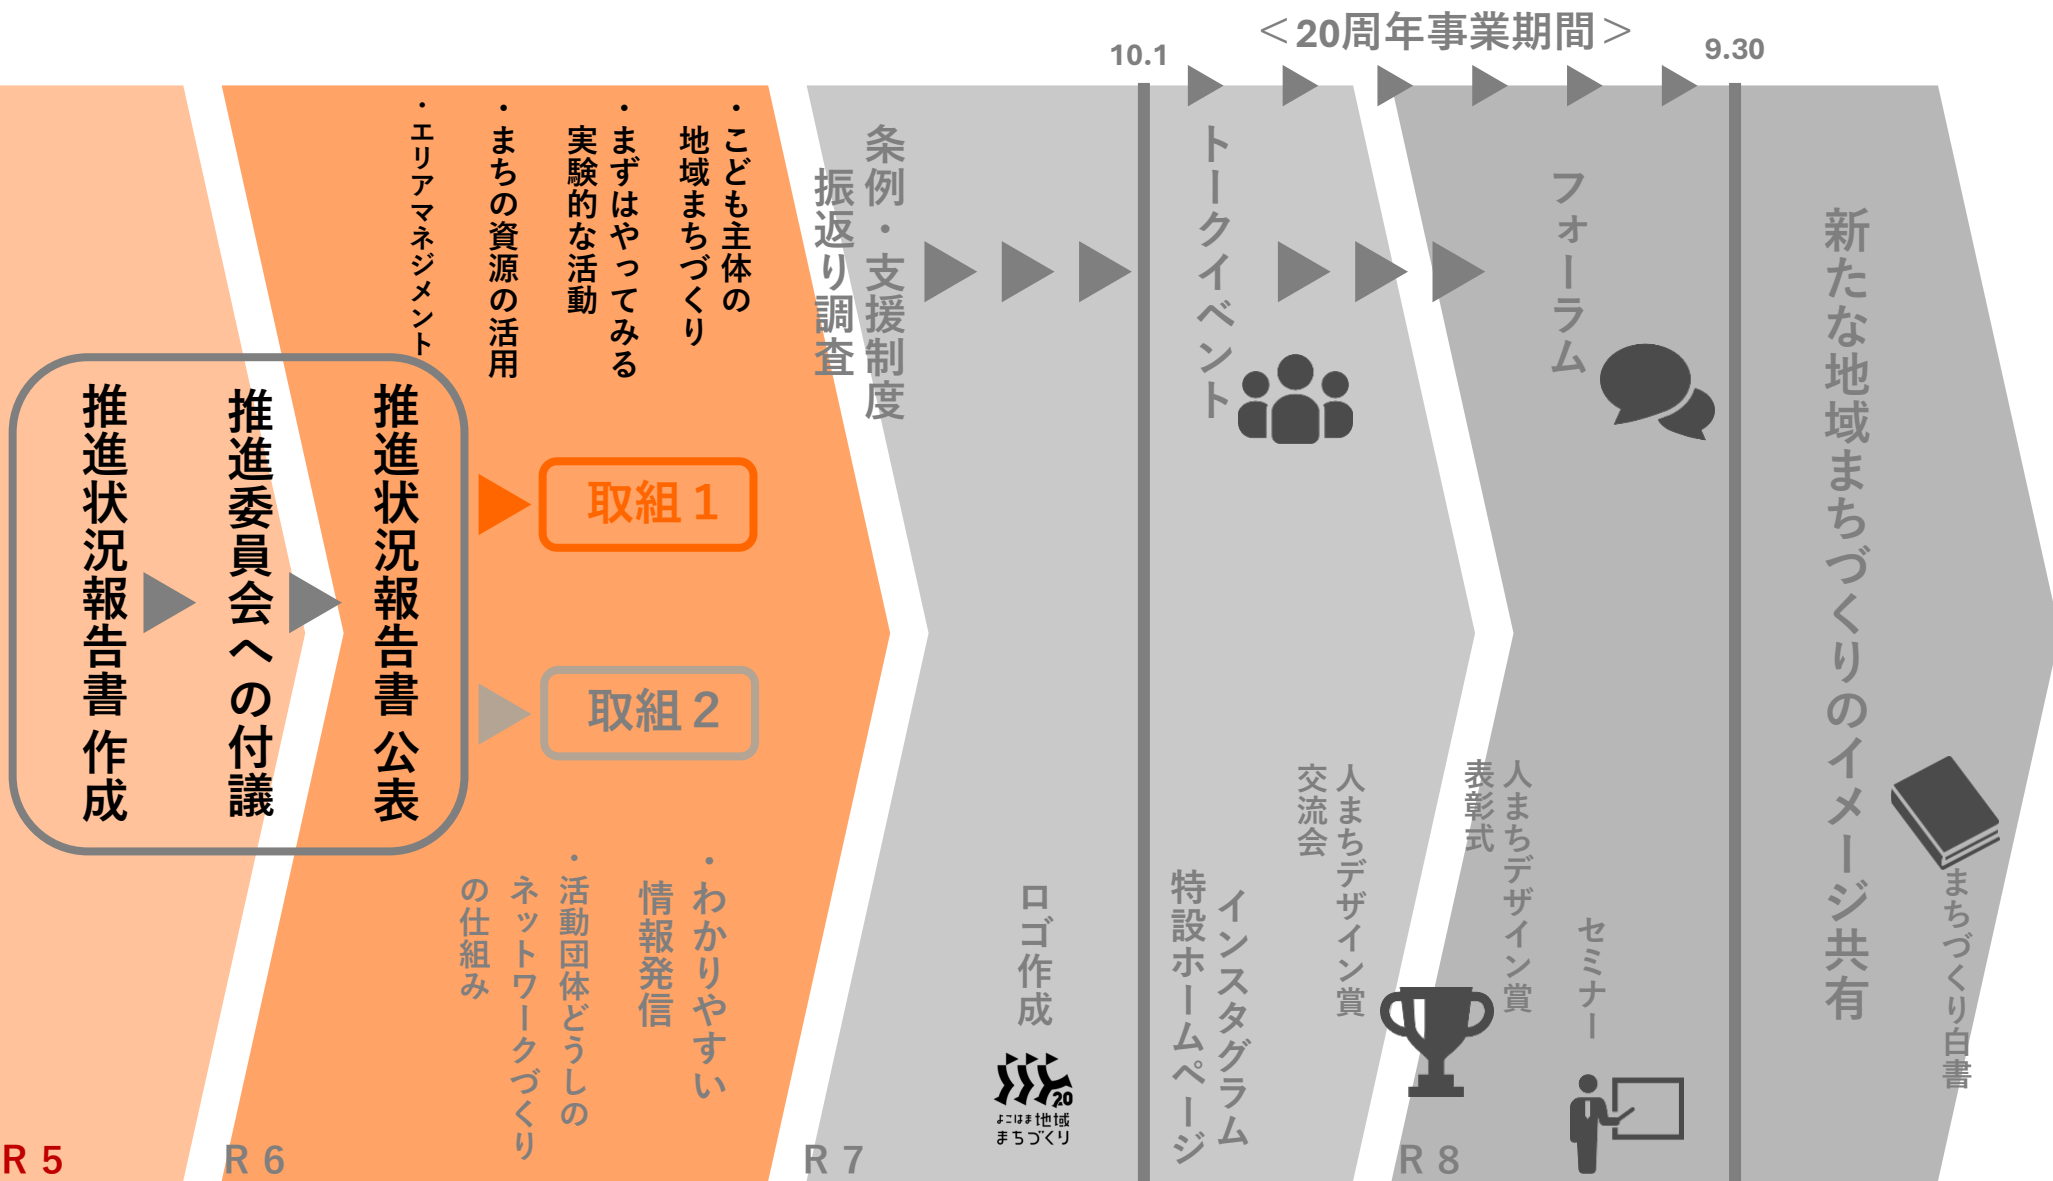 ＜20周年事業期間＞
10.1
9.30
推進状況報告書 作成
推進委員会への付議
推進状況報告書 公表
・こども主体の
地域まちづくり
・まずはやってみる
実験的な活動
・まちの資源の活用
・エリアマネジメント
取組１
取組２
・わかりやすい
情報発信
・活動団体どうしの
ネットワークづくり
の仕組み
条例・支援制度
振返り調査
ロゴ作成
20
よこはま地域
まちづくり
トークイベント
インスタグラム
特設ホームページ
人まちデザイン賞
交流会
人まちデザイン賞
表彰式
フォーラム
セミナー
新たな地域まちづくりのイメージ共有
まちづくり白書
R５
R６
R７
R８